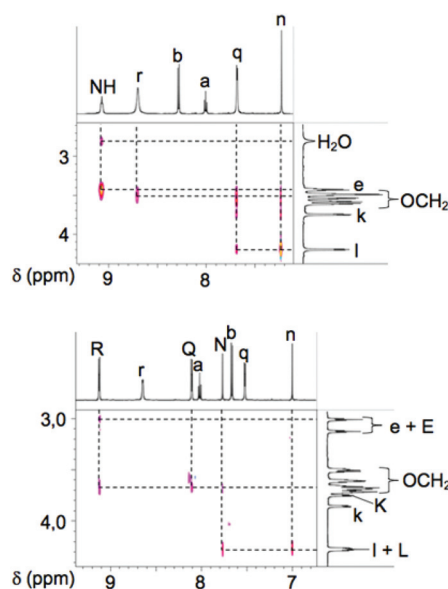 NH r b a q n
H₂O
3
e
OCH₂
k
4
l
δ (ppm) 9 8
R r Q a N b q n
3,0
e + E
OCH₂
K
k
4,0
l + L
δ (ppm) 9 8 7